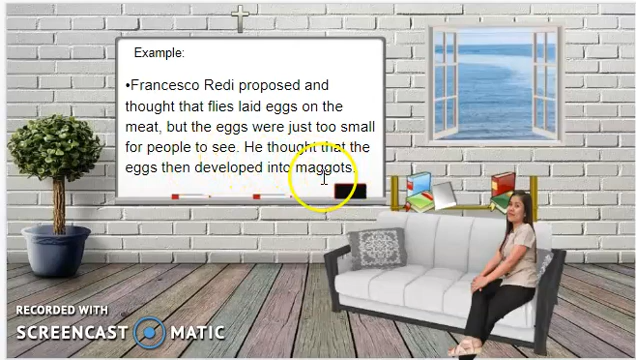 Example:
•Francesco Redi proposed and
thought that flies laid eggs on the
meat, but the eggs were just too small
for people to see. He thought that the
eggs then developed into maggots.
RECORDED WITH
SCREENCAST MATIC